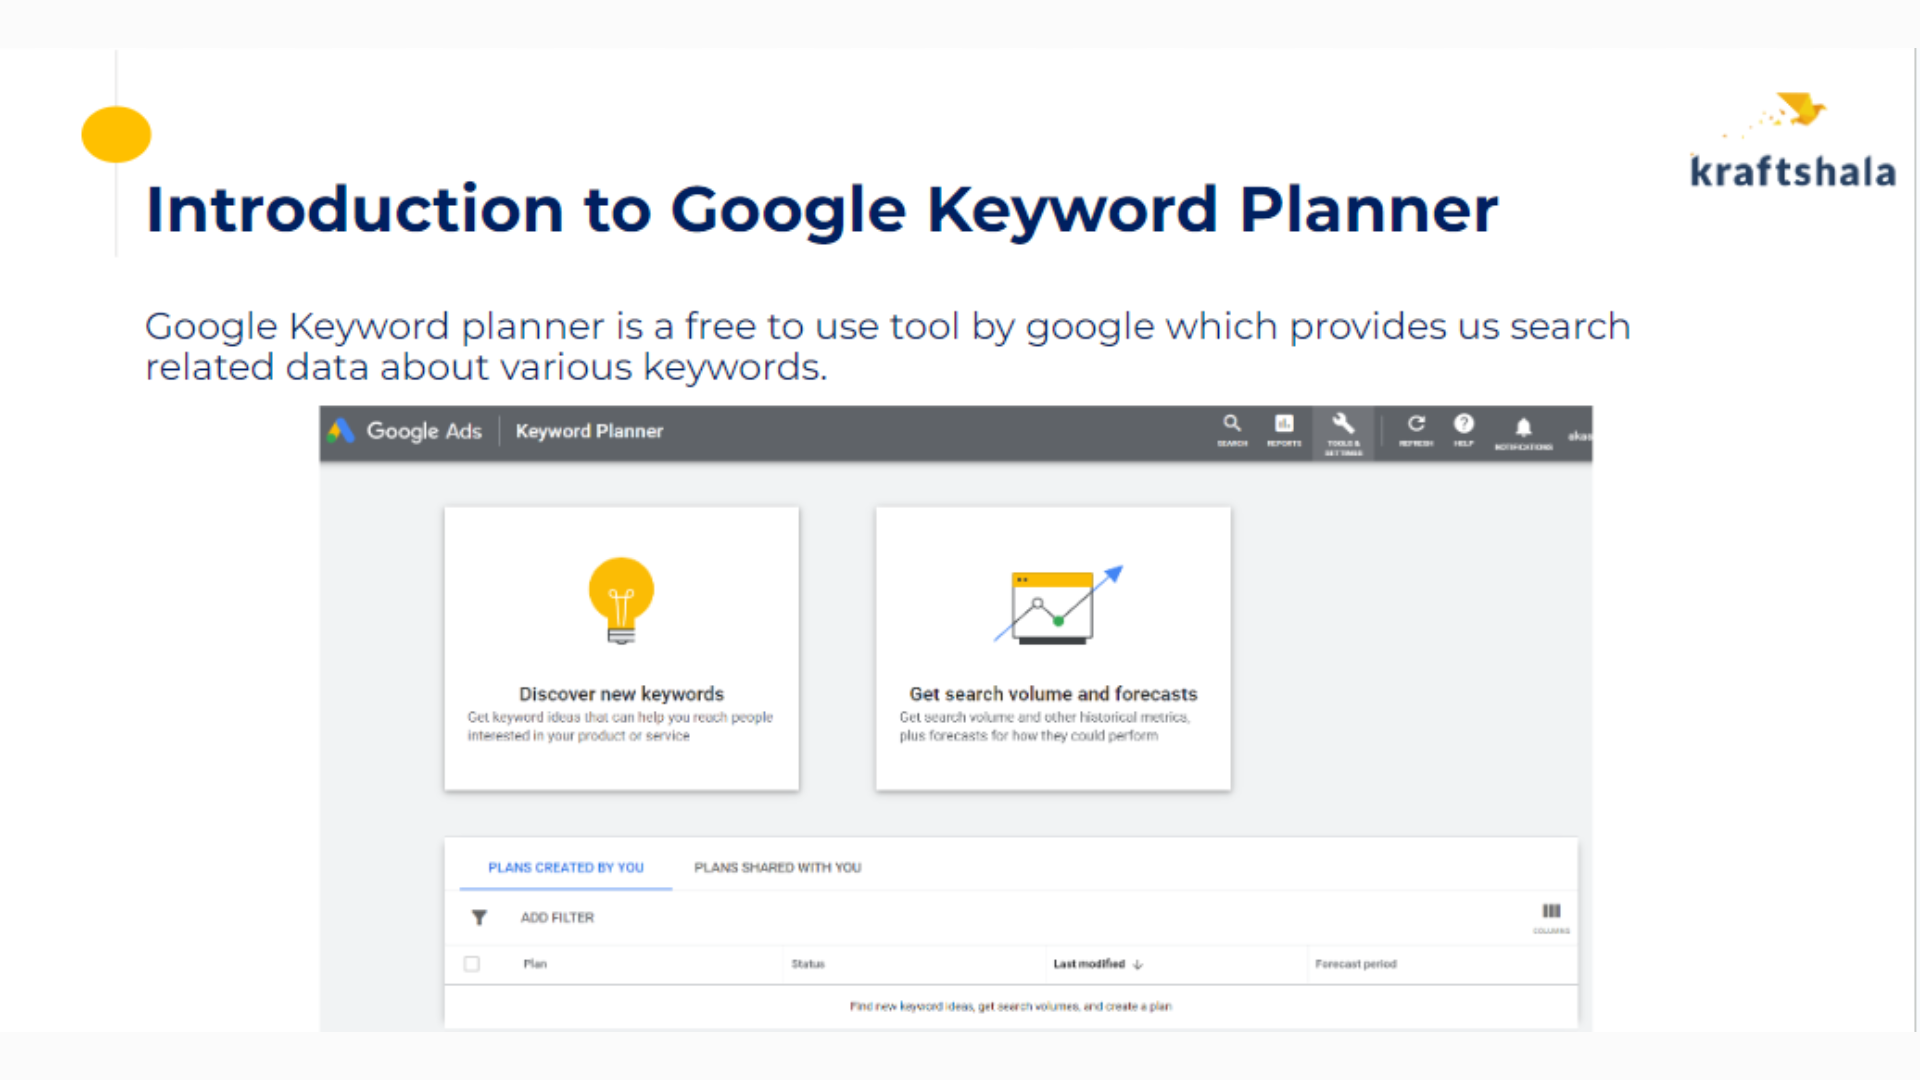 kraftshala
Introduction to Google Keyword Planner
Google Keyword planner is a free to use tool by google which provides us search
related data about various keywords.
Google Ads Keyword Planner
SEARCH REPORTS TOOLS & SETTINGS REFRESH HELP NOTIFICATIONS akas
Discover new keywords
Get keyword ideas that can help you reach people
interested in your product or service
Get search volume and forecasts
Get search volume and other historical metrics,
plus forecasts for how they could perform
PLANS CREATED BY YOU PLANS SHARED WITH YOU
ADD FILTER
COLUMNS
Plan Status Last modified Forecast period
Find new keyword ideas, get search volumes, and create a plan